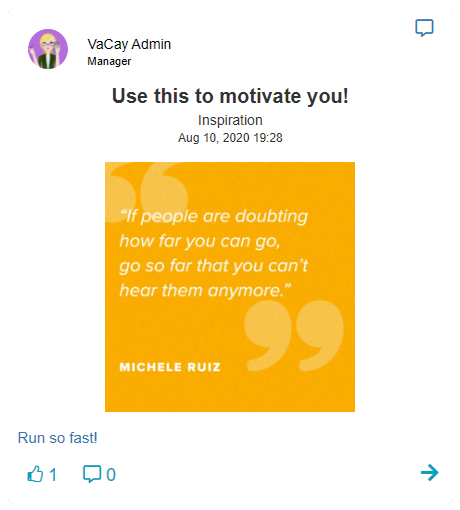 VaCay Admin
Manager
Use this to motivate you!
Inspiration
Aug 10, 2020 19:28
“If people are doubting
how far you can go,
go so far that you can’t
hear them anymore.”
MICHELE RUIZ
Run so fast!
1 0